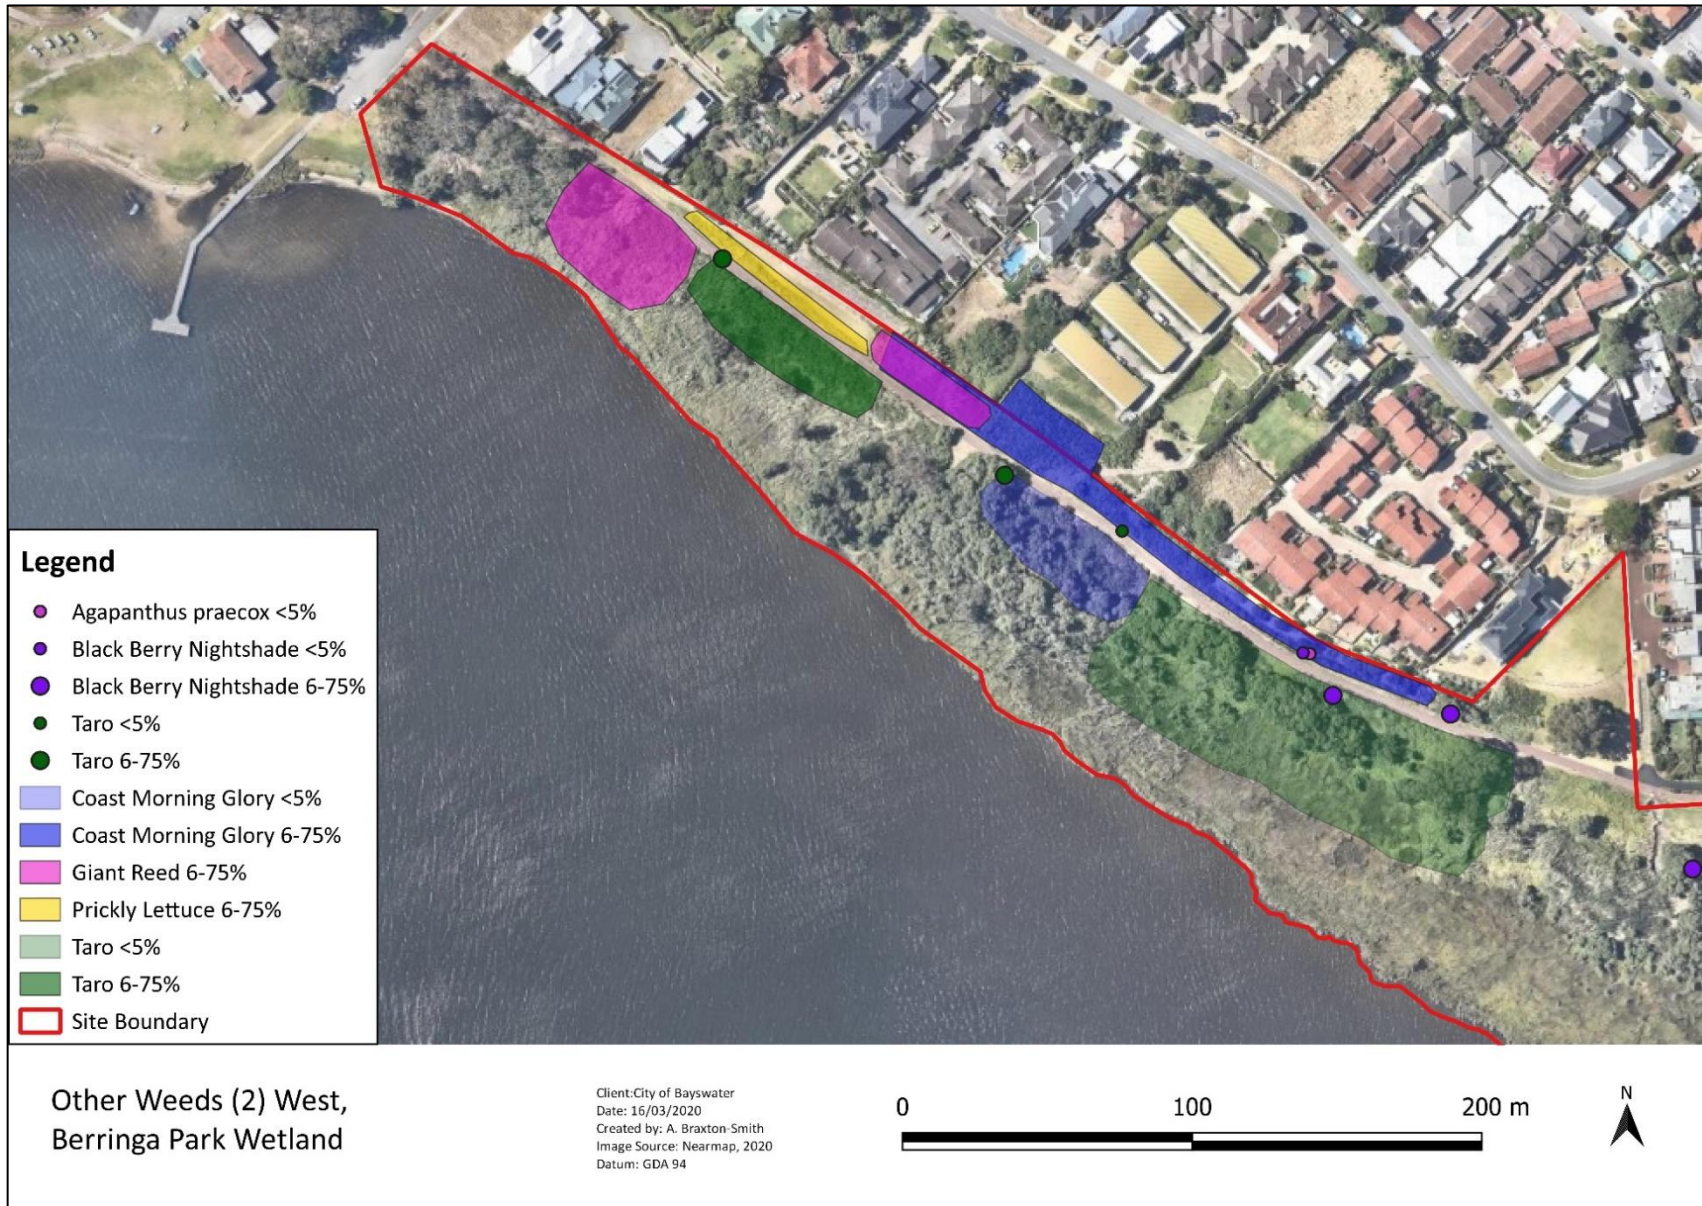 Legend
Agapanthus praecox <5%
Black Berry Nightshade <5%
Black Berry Nightshade 6-75%
Taro <5%
Taro 6-75%
Coast Morning Glory <5%
Coast Morning Glory 6-75%
Giant Reed 6-75%
Prickly Lettuce 6-75%
Taro <5%
Taro 6-75%
Site Boundary
Other Weeds (2) West,
Berringa Park Wetland
Client:City of Bayswater
Date: 16/03/2020
Created by: A. Braxton-Smith
Image Source: Nearmap, 2020
Datum: GDA 94
0 100 200 m
N